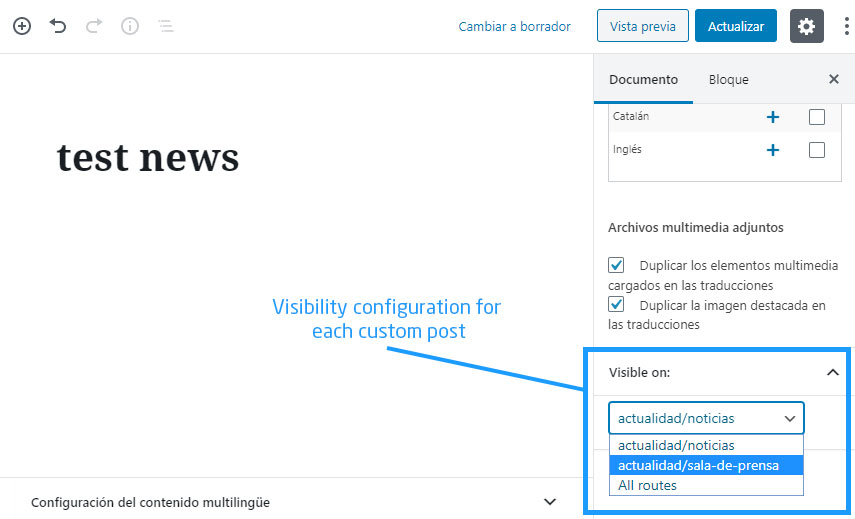 Cambiar a borrador
Vista previa
Actualizar
Documento
Bloque
Catalán
Inglés
test news
Archivos multimedia adjuntos
Duplicar los elementos multimedia
cargados en las traducciones
Duplicar la imagen destacada en
las traducciones
Visibility configuration for
each custom post
Visible on:
actualidad/noticias
actualidad/noticias
actualidad/sala-de-prensa
All routes
Configuración del contenido multilingüe